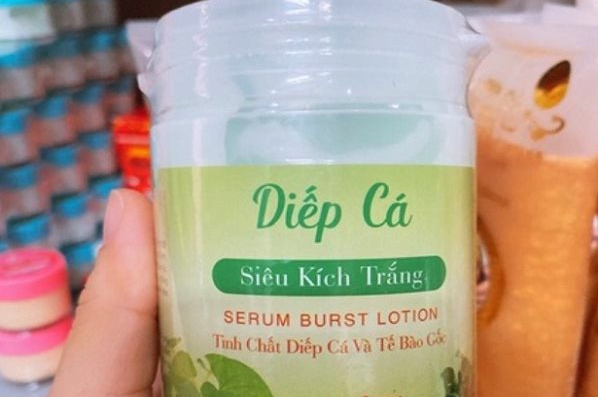 Diếp Cá
Siêu Kích Trắng
SERUM BURST LOTION
Tinh Chất Diếp Cá Và Tế Bào Gốc